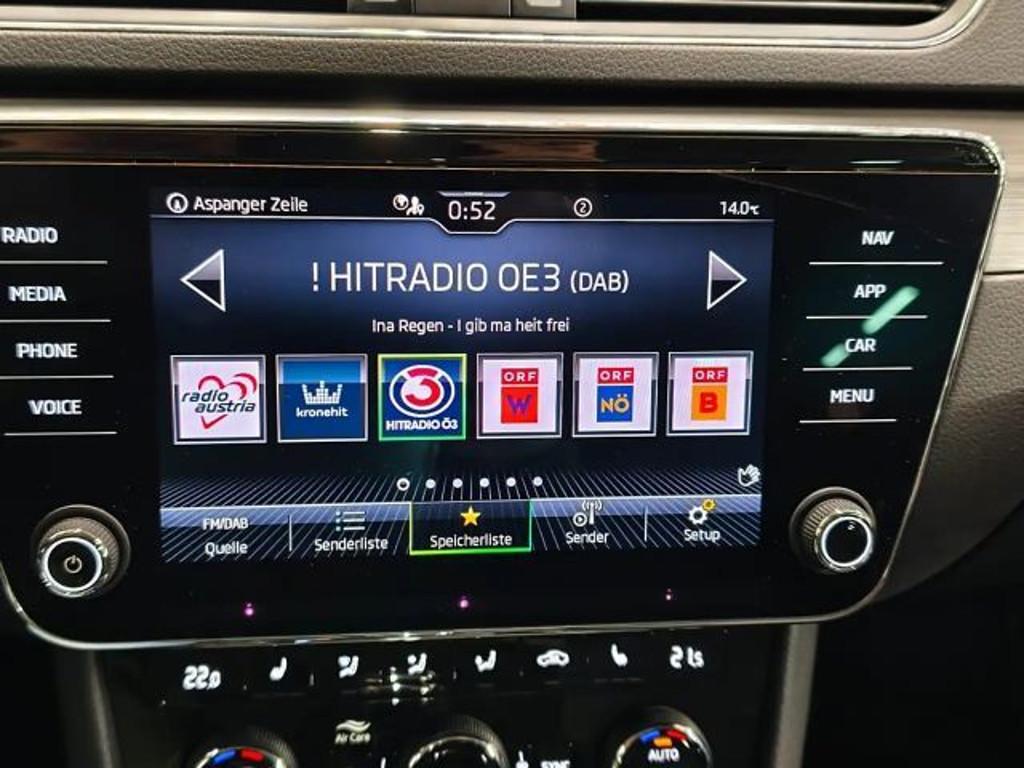 Aspanger Zeile 0:52 2 14.0℃
RADIO
MEDIA
PHONE
VOICE
! HITRADIO OE3 (DAB)
Ina Regen - I gib ma heit frei
radio austria
kronehit
3 HITRADIO Ö3
ORF W
ORF NÖ
ORF B
FM/DAB
Quelle
Senderliste
Speicherliste
Sender
Setup
NAV
APP
CAR
MENU
22.0
Air Care
SYNC
AUTO